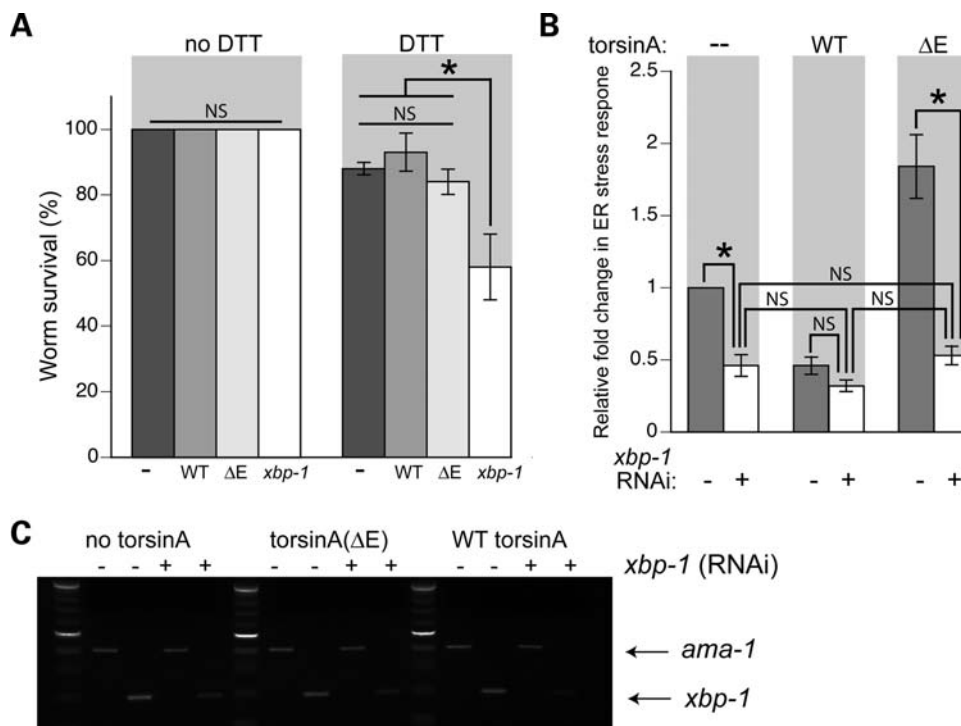 A
no DTT
DTT
*
NS
NS
100
80
60
40
20
0
Worm survival (%)
- WT ΔE xbp-1
- WT ΔE xbp-1
B
torsinA: -- WT ΔE
2.5
2
1.5
1
0.5
0
Relative fold change in ER stress respone
*
*
NS
NS
NS
NS
xbp-1
RNAi: - + - + - +
C
no torsinA torsinA(ΔE) WT torsinA
- - + + - - + + - - + + xbp-1 (RNAi)
ama-1
xbp-1